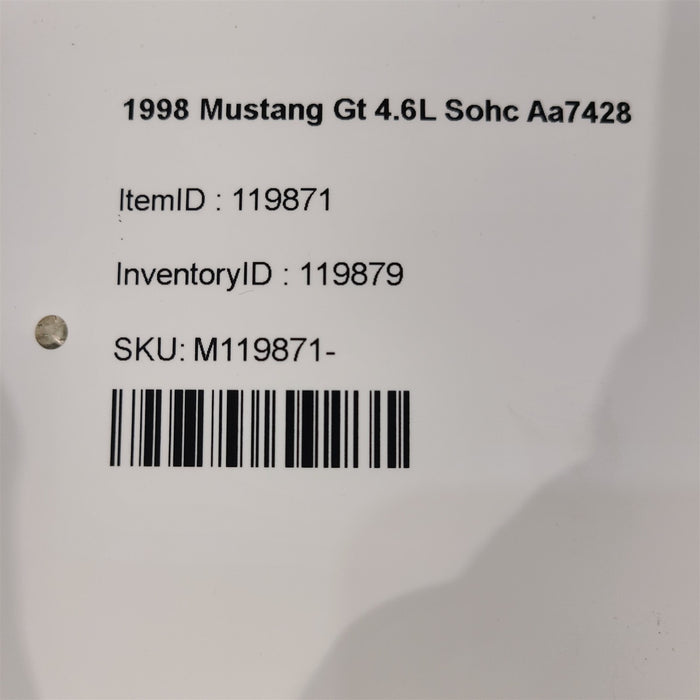 1998 Mustang Gt 4.6L Sohc Aa7428
ItemID : 119871
InventoryID : 119879
SKU: M119871-